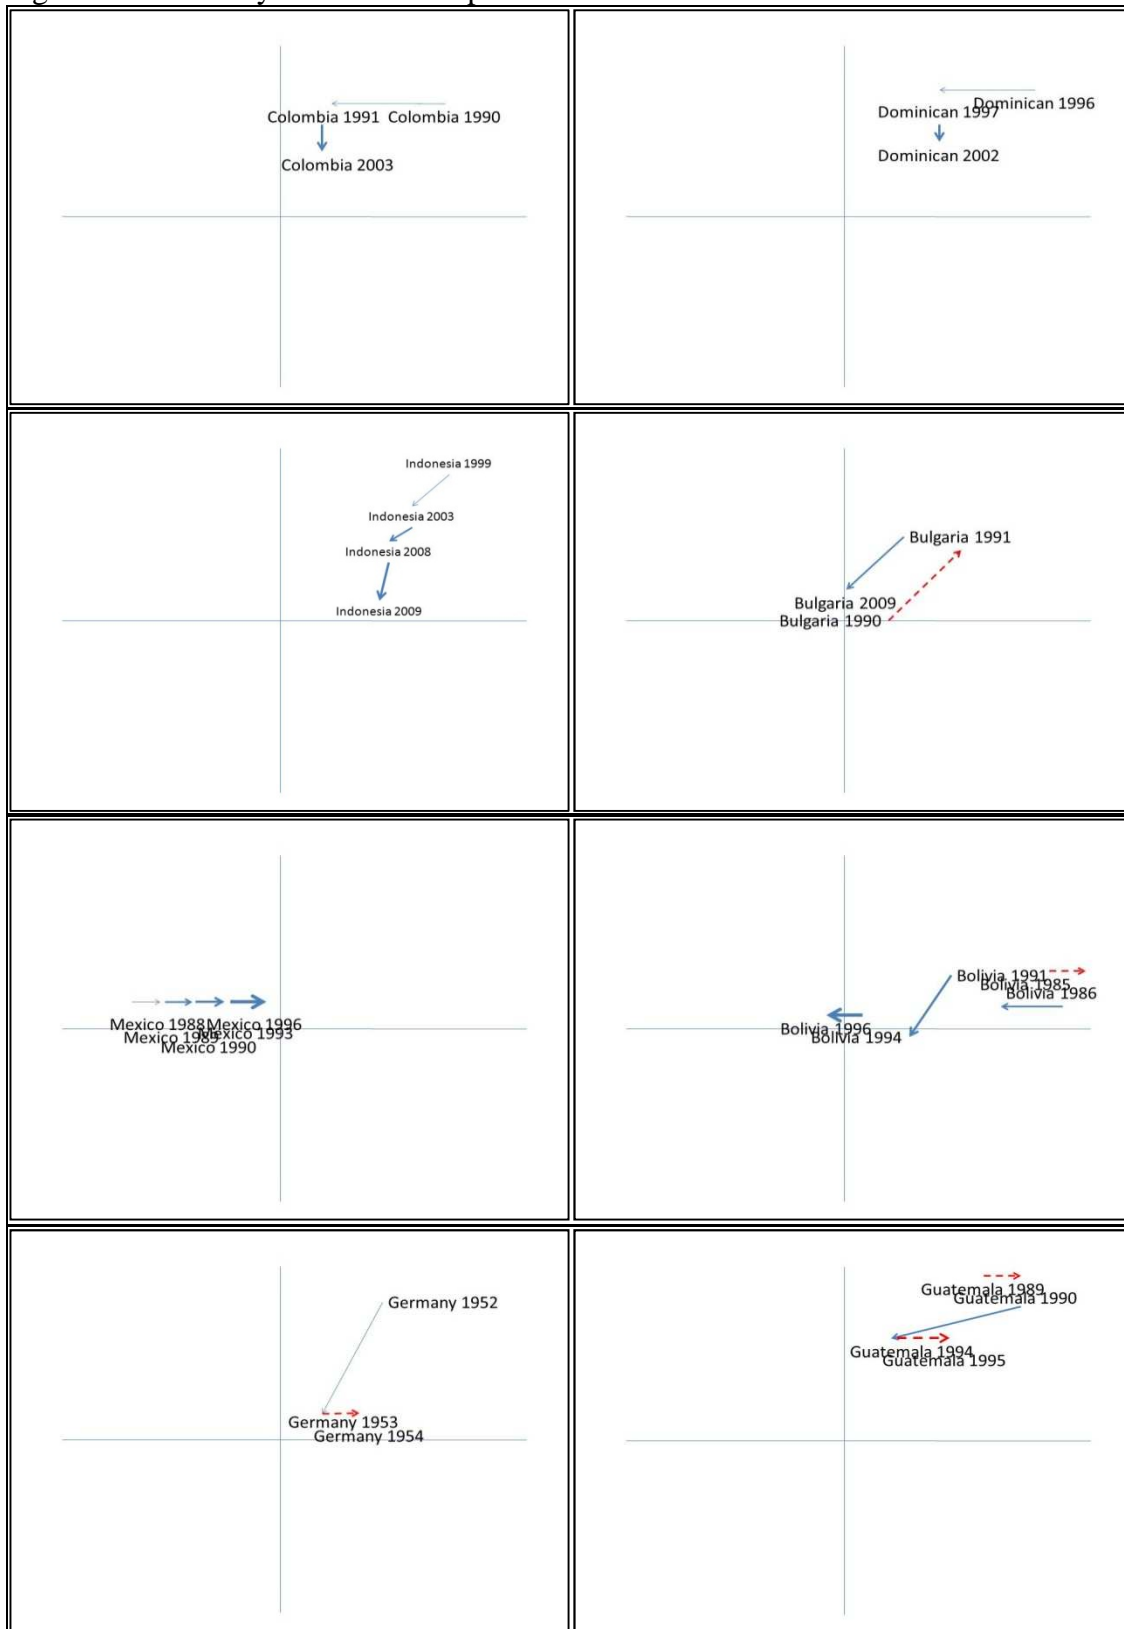 Colombia 1991 Colombia 1990
Colombia 2003
Dominican 1996
Dominican 1997
Dominican 2002
Indonesia 1999
Indonesia 2003
Indonesia 2008
Indonesia 2009
Bulgaria 1991
Bulgaria 2009
Bulgaria 1990
Mexico 1988 Mexico 1996
Mexico 1989 Mexico 1993
Mexico 1990
Bolivia 1991
Bolivia 1985
Bolivia 1986
Bolivia 1996
Bolivia 1994
Germany 1952
Germany 1953
Germany 1954
Guatemala 1989
Guatemala 1990
Guatemala 1994
Guatemala 1995